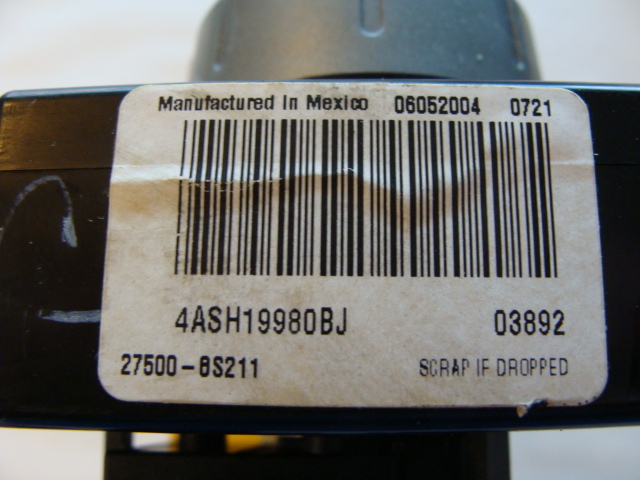 Manufactured In Mexico 06052004 0721
4ASH19980BJ 03892
27500-8S211 SCRAP IF DROPPED